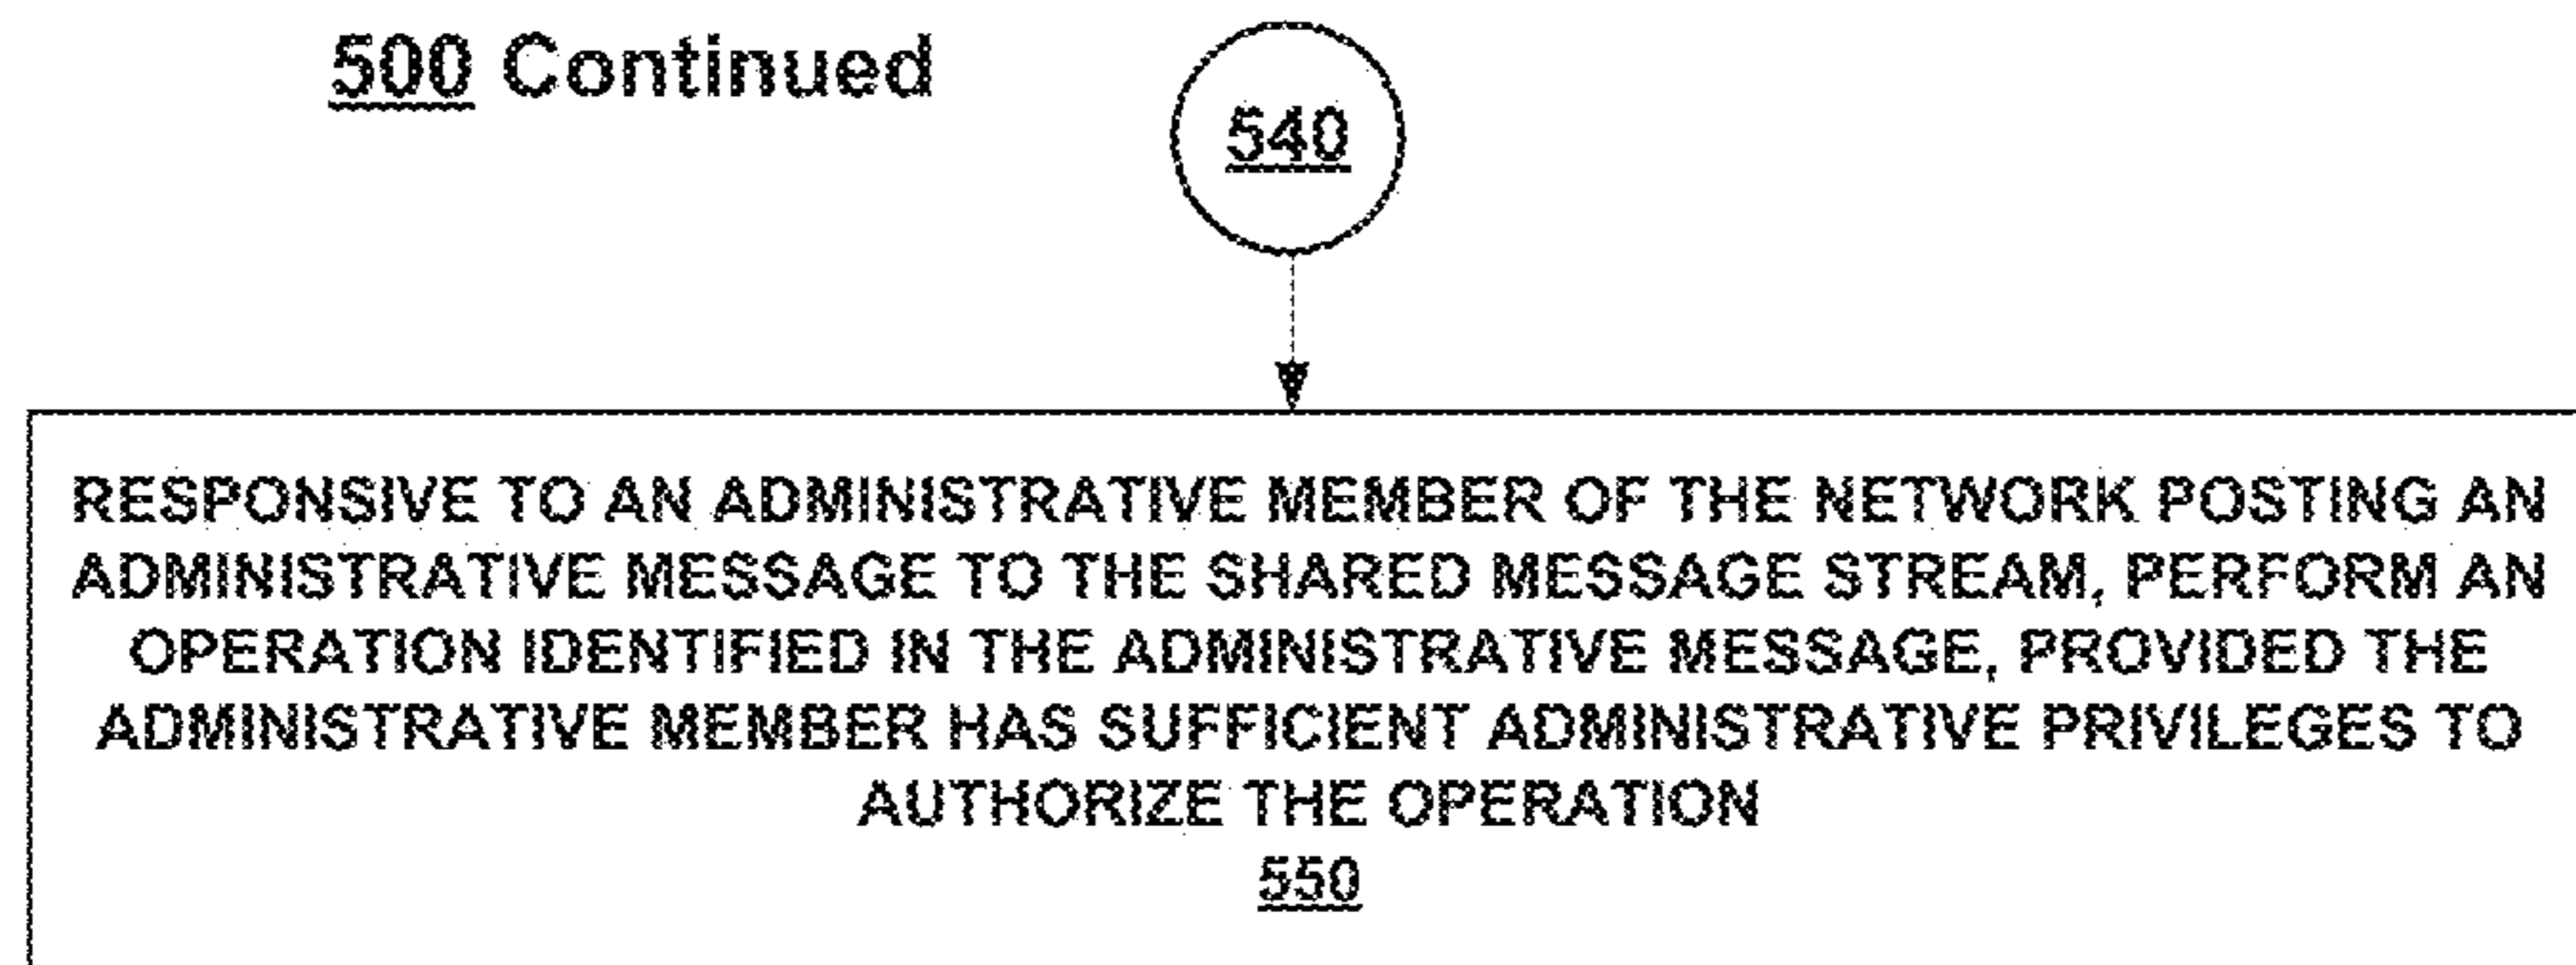 500 Continued
540
RESPONSIVE TO AN ADMINISTRATIVE MEMBER OF THE NETWORK POSTING AN
ADMINISTRATIVE MESSAGE TO THE SHARED MESSAGE STREAM, PERFORM AN
OPERATION IDENTIFIED IN THE ADMINISTRATIVE MESSAGE, PROVIDED THE
ADMINISTRATIVE MEMBER HAS SUFFICIENT ADMINISTRATIVE PRIVILEGES TO
AUTHORIZE THE OPERATION
550